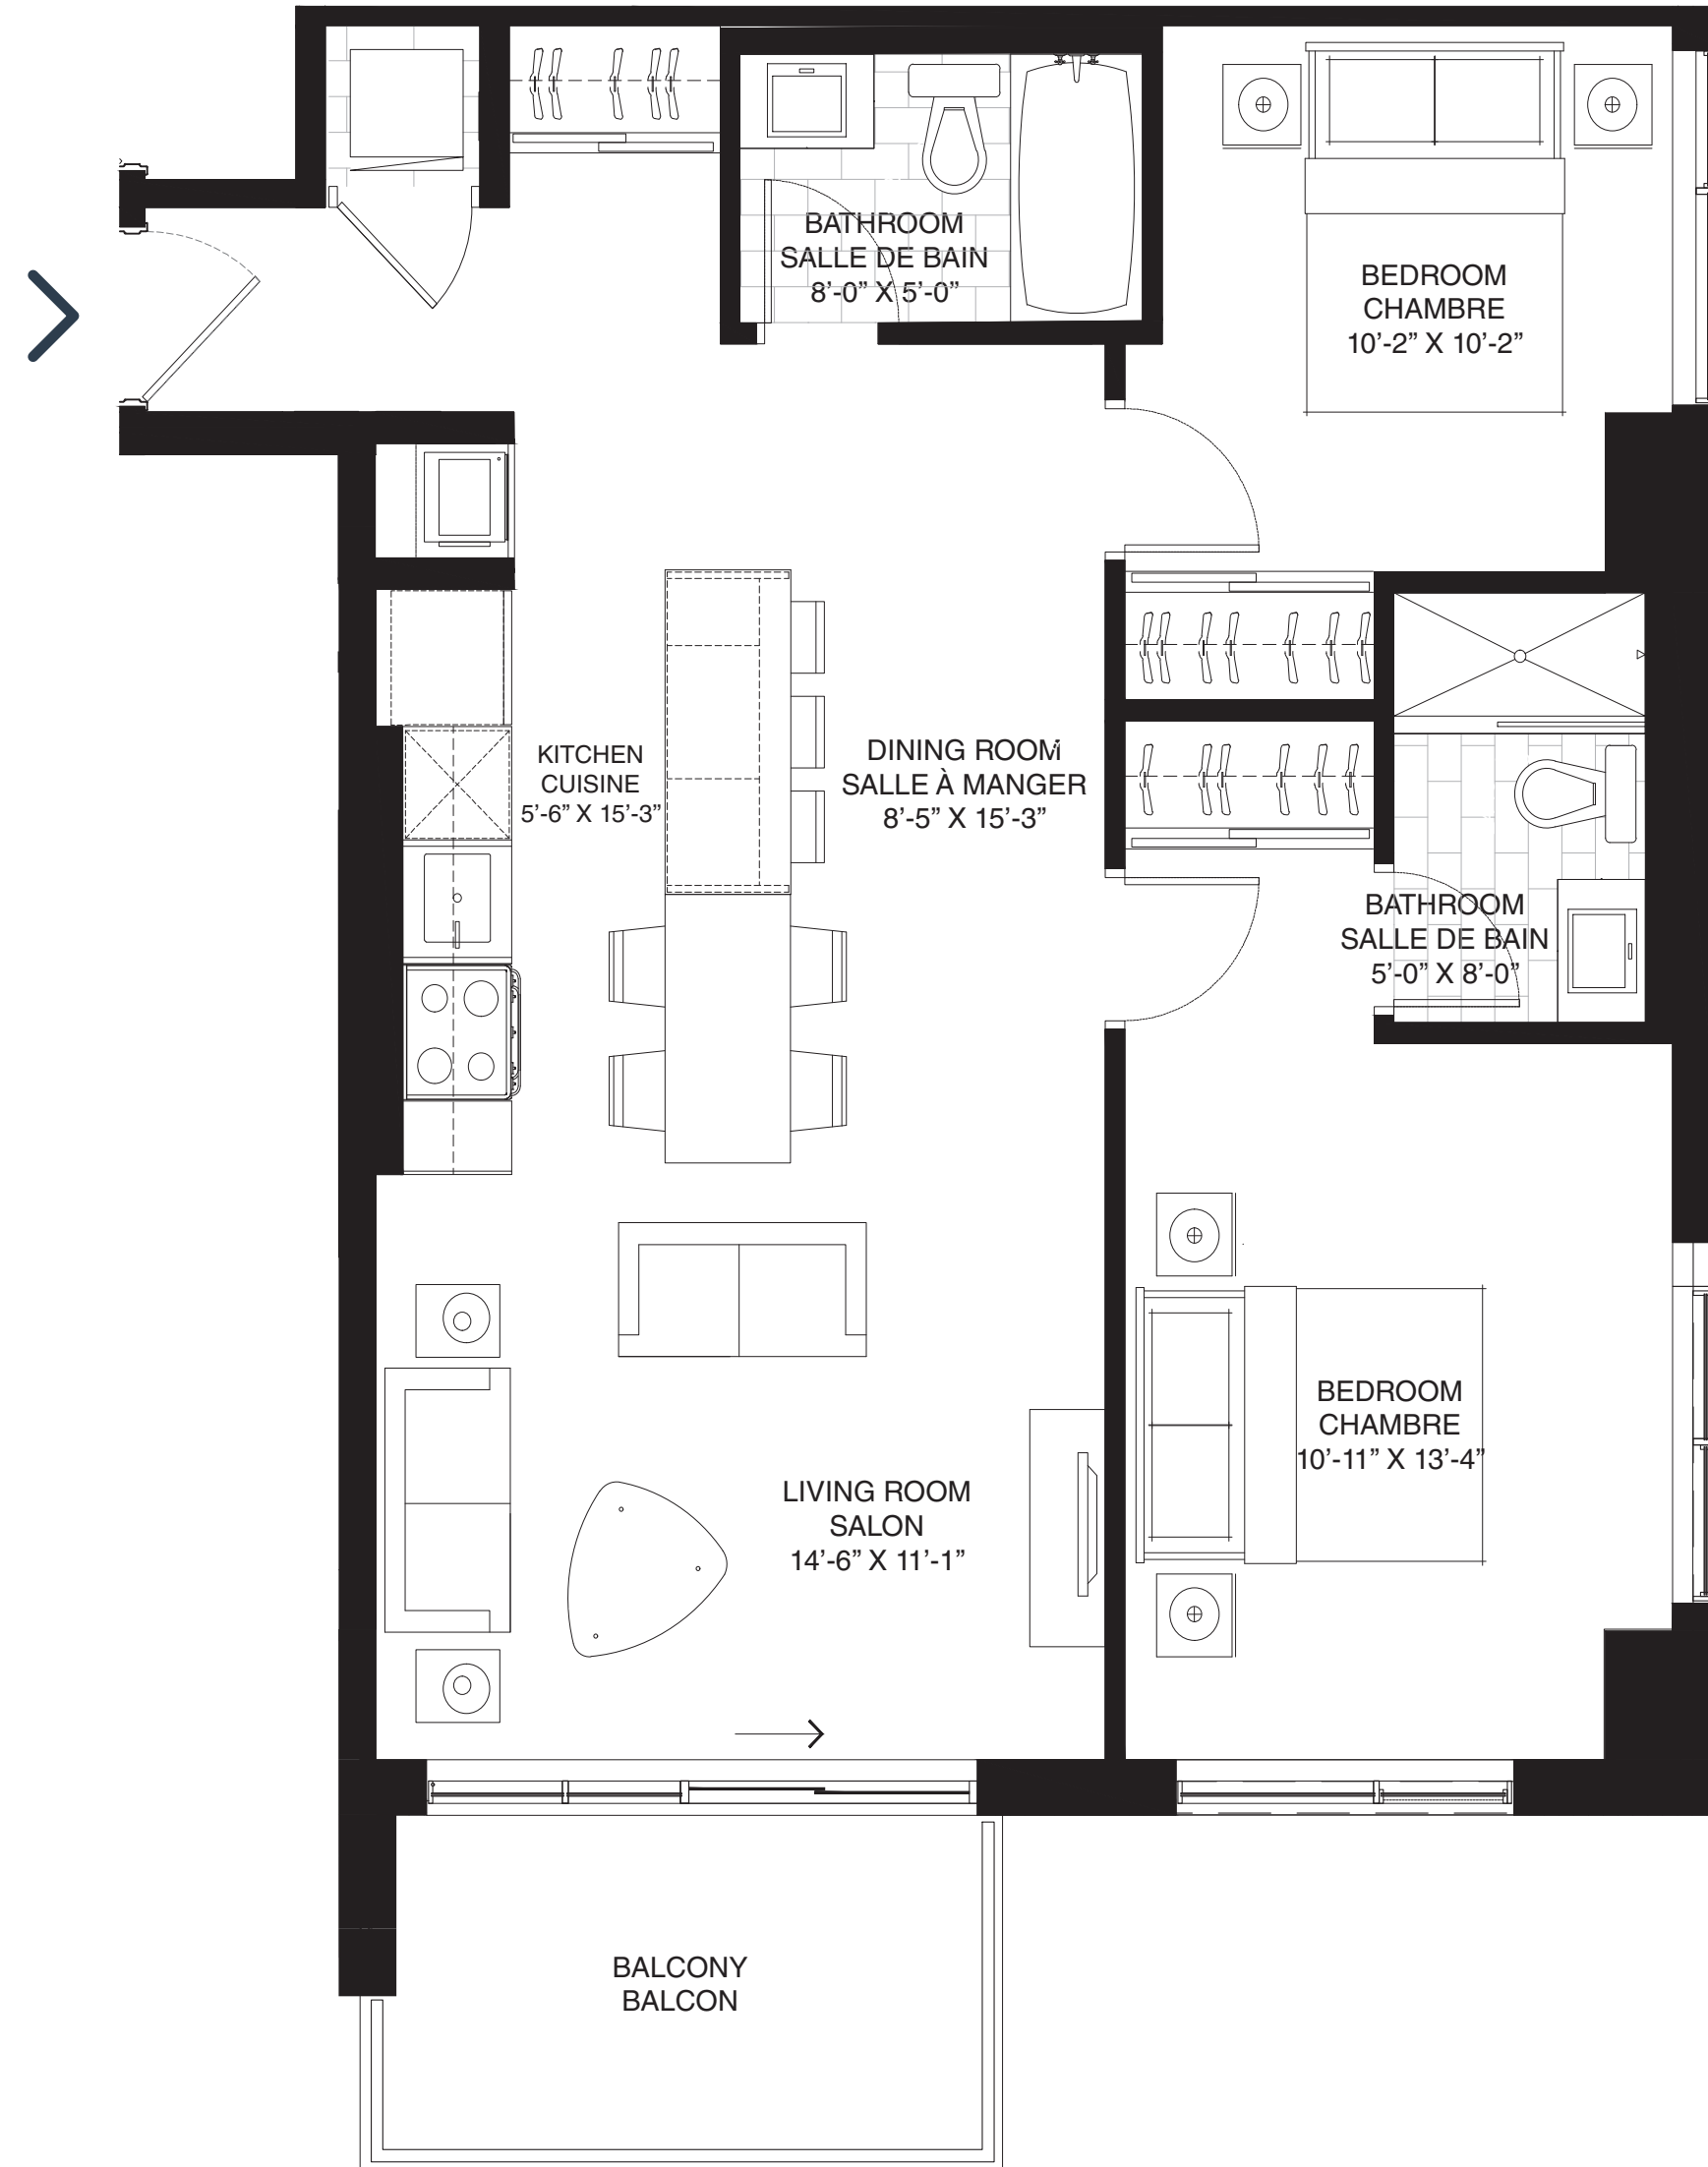 BATHROOM
SALLE DE BAIN
8’-0” X 5’-0”
BEDROOM
CHAMBRE
10’-2” X 10’-2”
KITCHEN
CUISINE
5’-6” X 15’-3”
DINING ROOM
SALLE À MANGER
8’-5” X 15’-3”
BATHROOM
SALLE DE BAIN
5’-0” X 8’-0”
BEDROOM
CHAMBRE
10’-11” X 13’-4”
LIVING ROOM
SALON
14’-6” X 11’-1”
BALCONY
BALCON